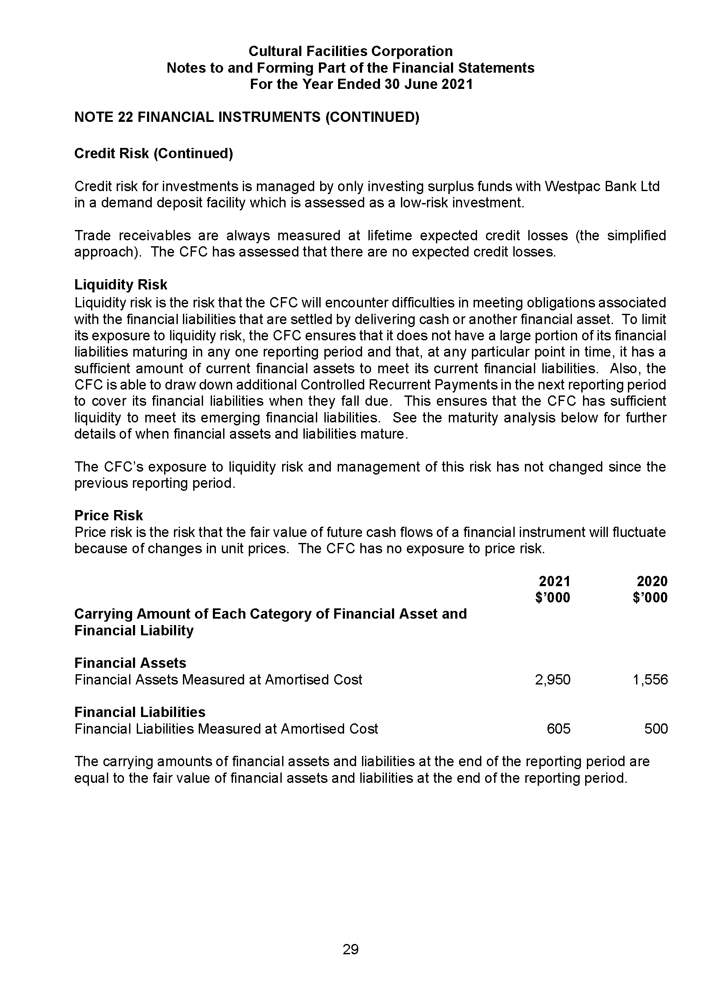 Cultural Facilities Corporation
Notes to and Forming Part of the Financial Statements
For the Year Ended 30 June 2021
NOTE 22 FINANCIAL INSTRUMENTS (CONTINUED)
Credit Risk (Continued)
Credit risk for investments is managed by only investing surplus funds with Westpac Bank Ltd
in a demand deposit facility which is assessed as a low-risk investment.
Trade receivables are always measured at lifetime expected credit losses (the simplified
approach). The CFC has assessed that there are no expected credit losses.
Liquidity Risk
Liquidity risk is the risk that the CFC will encounter difficulties in meeting obligations associated
with the financial liabilities that are settled by delivering cash or another financial asset. To limit
its exposure to liquidity risk, the CFC ensures that it does not have a large portion of its financial
liabilities maturing in any one reporting period and that, at any particular point in time, it has a
sufficient amount of current financial assets to meet its current financial liabilities. Also, the
CFC is able to draw down additional Controlled Recurrent Payments in the next reporting period
to cover its financial liabilities when they fall due. This ensures that the CFC has sufficient
liquidity to meet its emerging financial liabilities. See the maturity analysis below for further
details of when financial assets and liabilities mature.
The CFC’s exposure to liquidity risk and management of this risk has not changed since the
previous reporting period.
Price Risk
Price risk is the risk that the fair value of future cash flows of a financial instrument will fluctuate
because of changes in unit prices. The CFC has no exposure to price risk.
2021 2020
$’000 $’000
Carrying Amount of Each Category of Financial Asset and
Financial Liability
Financial Assets
Financial Assets Measured at Amortised Cost 2,950 1,556
Financial Liabilities
Financial Liabilities Measured at Amortised Cost 605 500
The carrying amounts of financial assets and liabilities at the end of the reporting period are
equal to the fair value of financial assets and liabilities at the end of the reporting period.
29